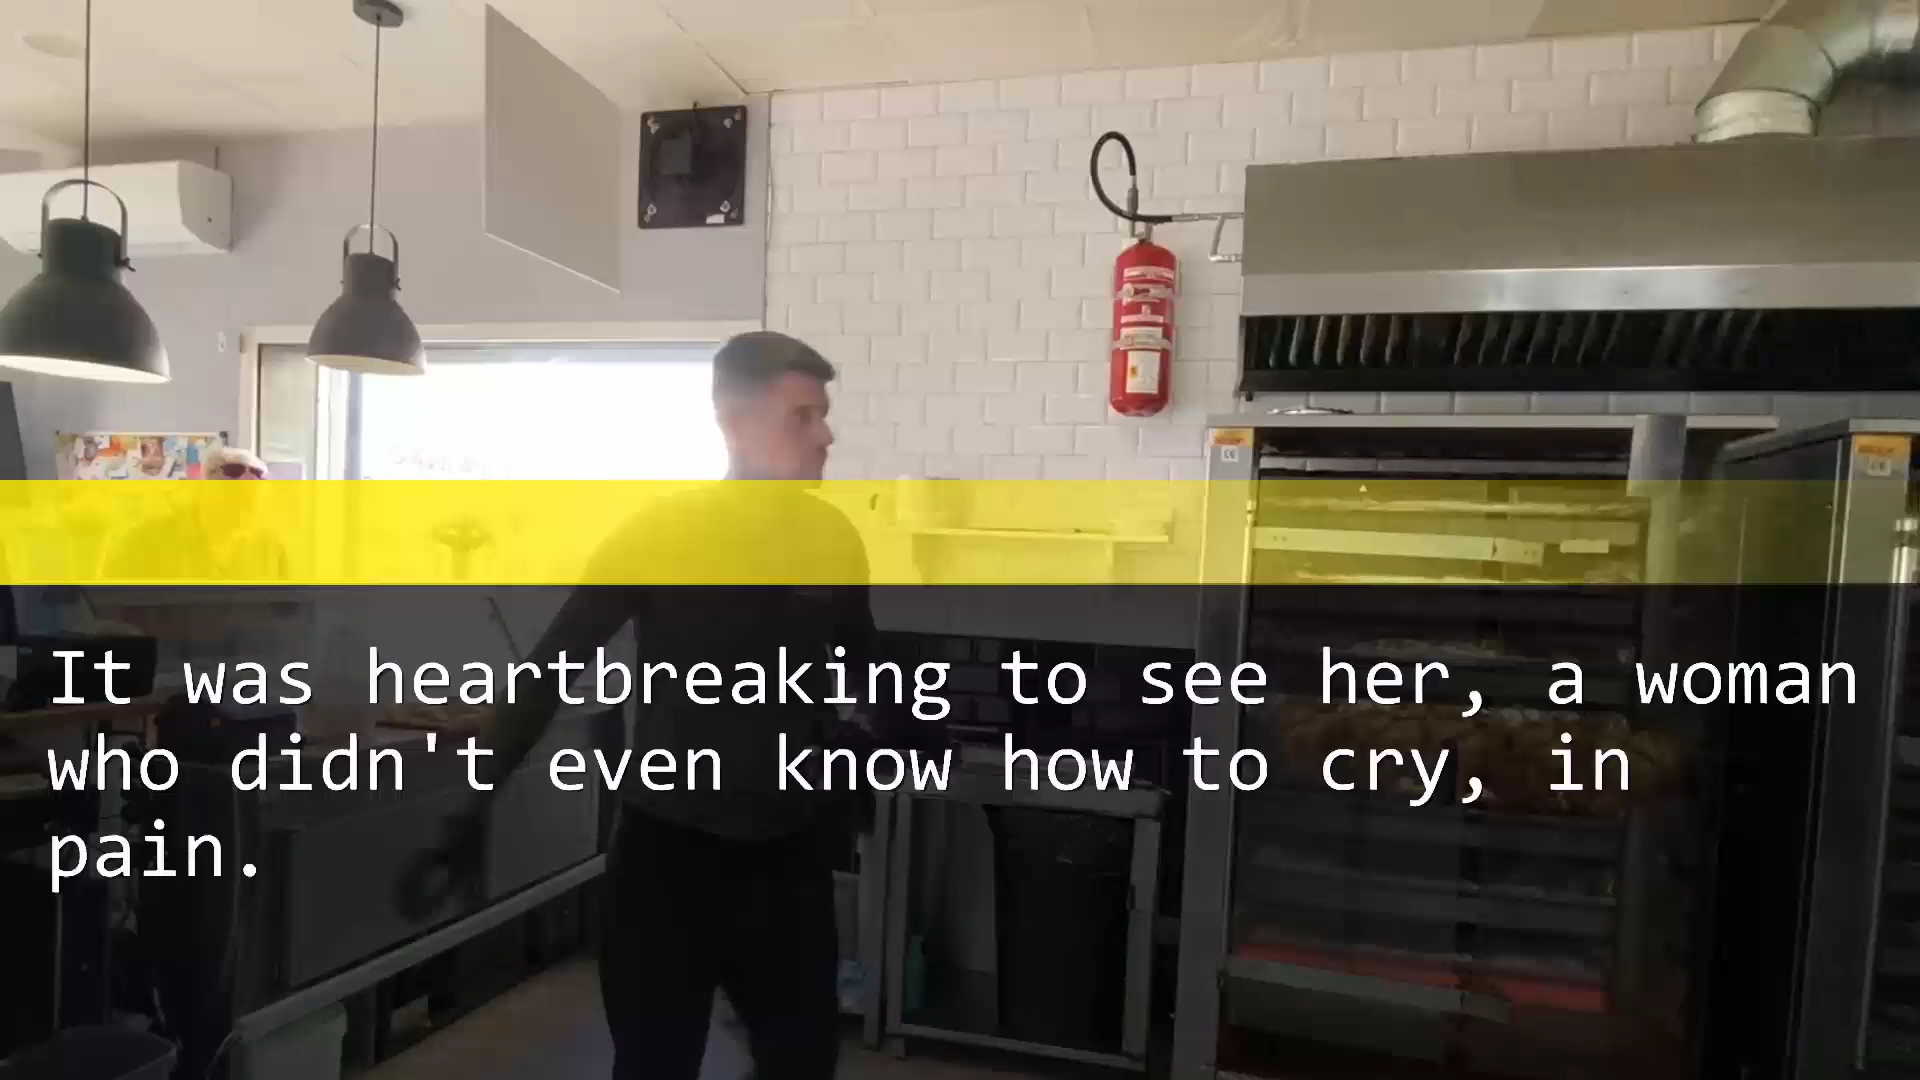 It was heartbreaking to see her, a woman
who didn't even know how to cry, in
pain.